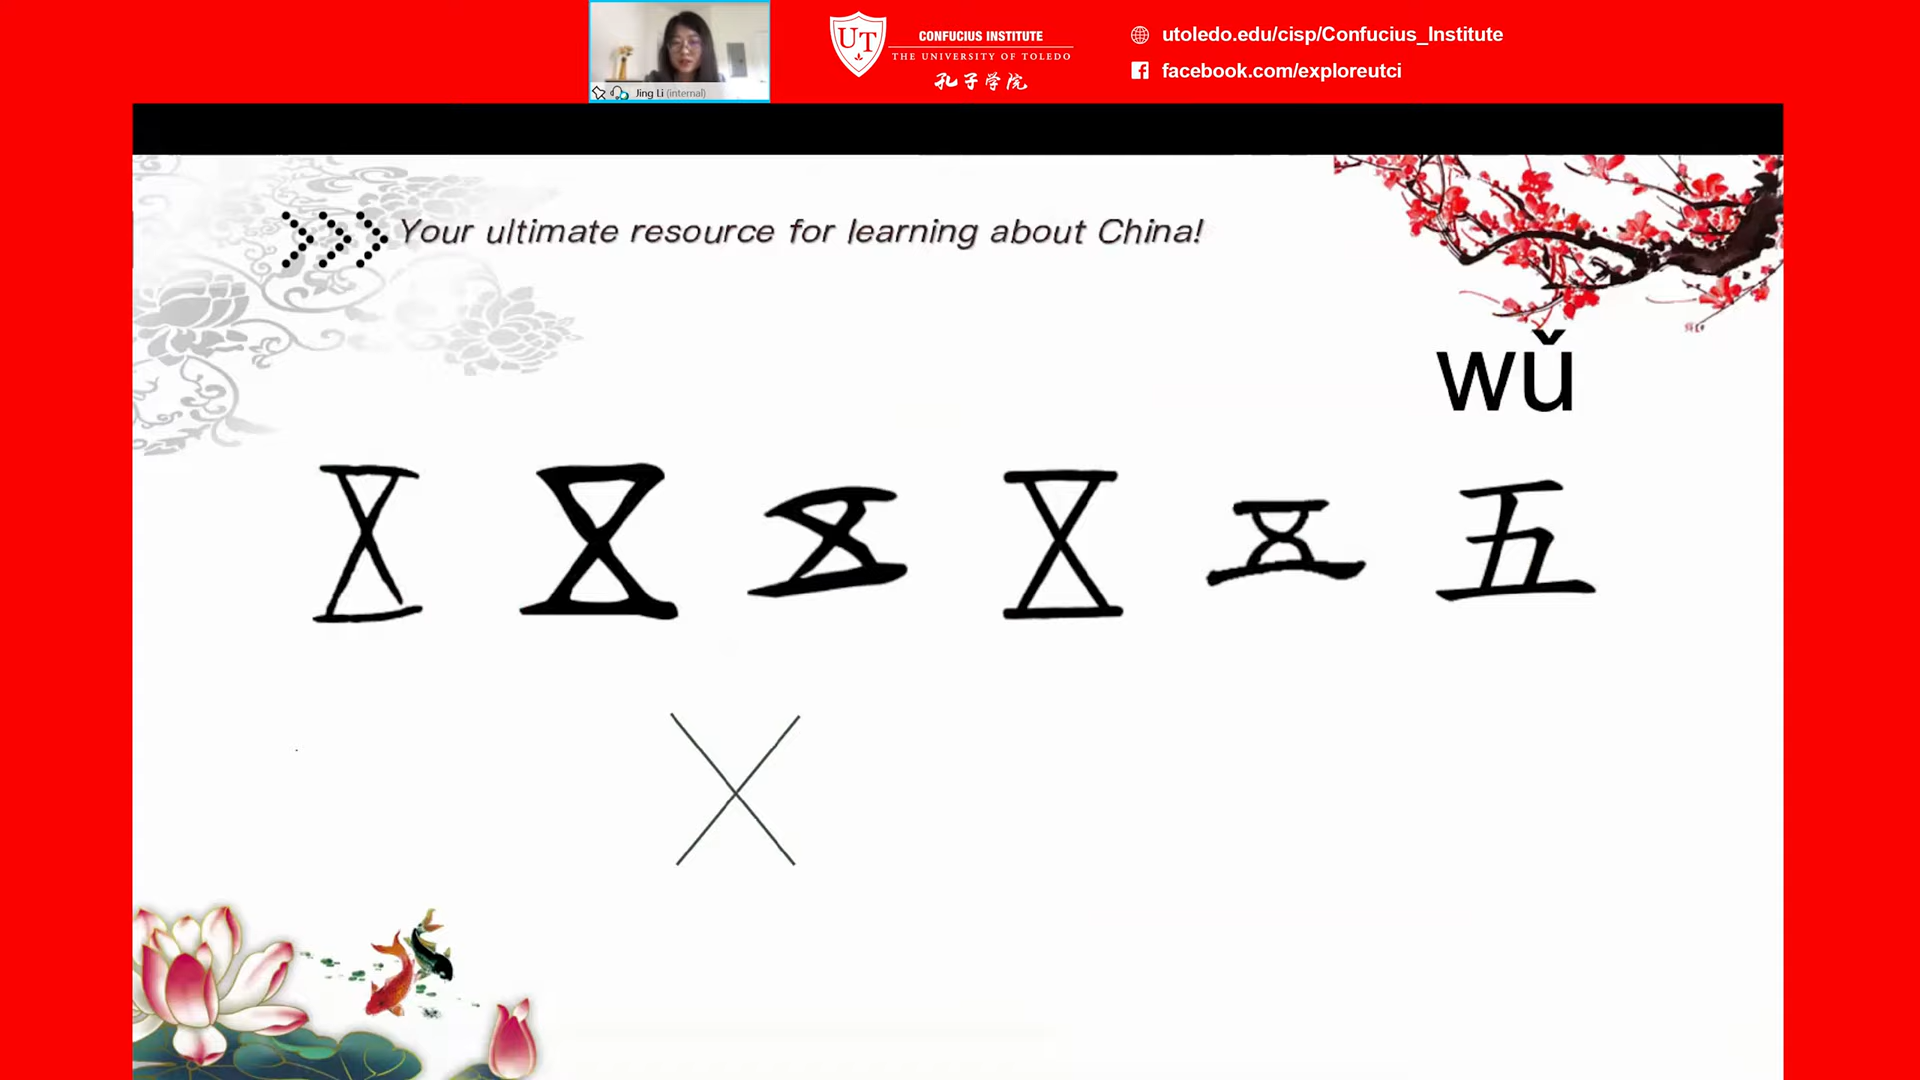 Jing Li (internal)
UT
CONFUCIUS INSTITUTE
THE UNIVERSITY OF TOLEDO
孔子学院
utoledo.edu/cisp/Confucius_Institute
facebook.com/exploreutci
Your ultimate resource for learning about China!
wǔ
五